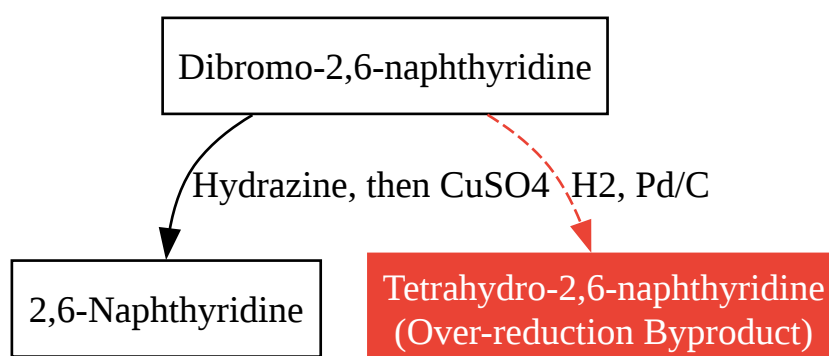 Dibromo-2,6-naphthyridine
Hydrazine, then CuSO4
H2, Pd/C
2,6-Naphthyridine
Tetrahydro-2,6-naphthyridine
(Over-reduction Byproduct)